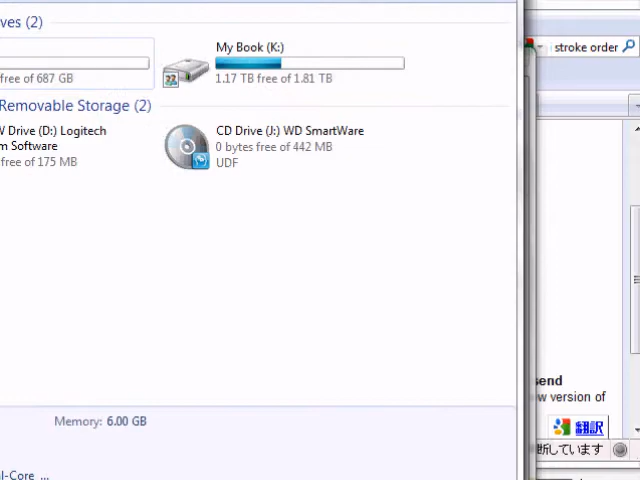 ves (2)
My Book (K:)
free of 687 GB
1.17 TB free of 1.81 TB
Removable Storage (2)
W Drive (D:) Logitech
m Software
free of 175 MB
CD Drive (J:) WD SmartWare
0 bytes free of 442 MB
UDF
Memory: 6.00 GB
l-Core ...
stroke order
send
ew version of
翻訳
断しています